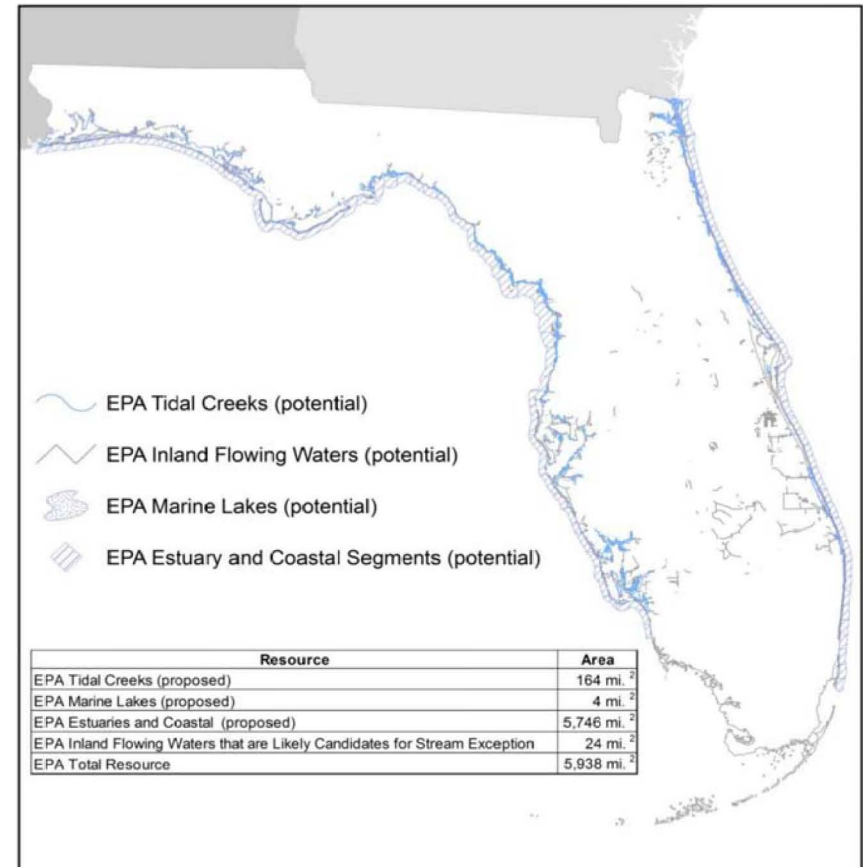 EPA Tidal Creeks (potential)
EPA Inland Flowing Waters (potential)
EPA Marine Lakes (potential)
EPA Estuary and Coastal Segments (potential)
Resource Area
EPA Tidal Creeks (proposed) 164 mi. ²
EPA Marine Lakes (proposed) 4 mi. ²
EPA Estuaries and Coastal (proposed) 5,746 mi. ²
EPA Inland Flowing Waters that are Likely Candidates for Stream Exception 24 mi. ²
EPA Total Resource 5,938 mi. ²